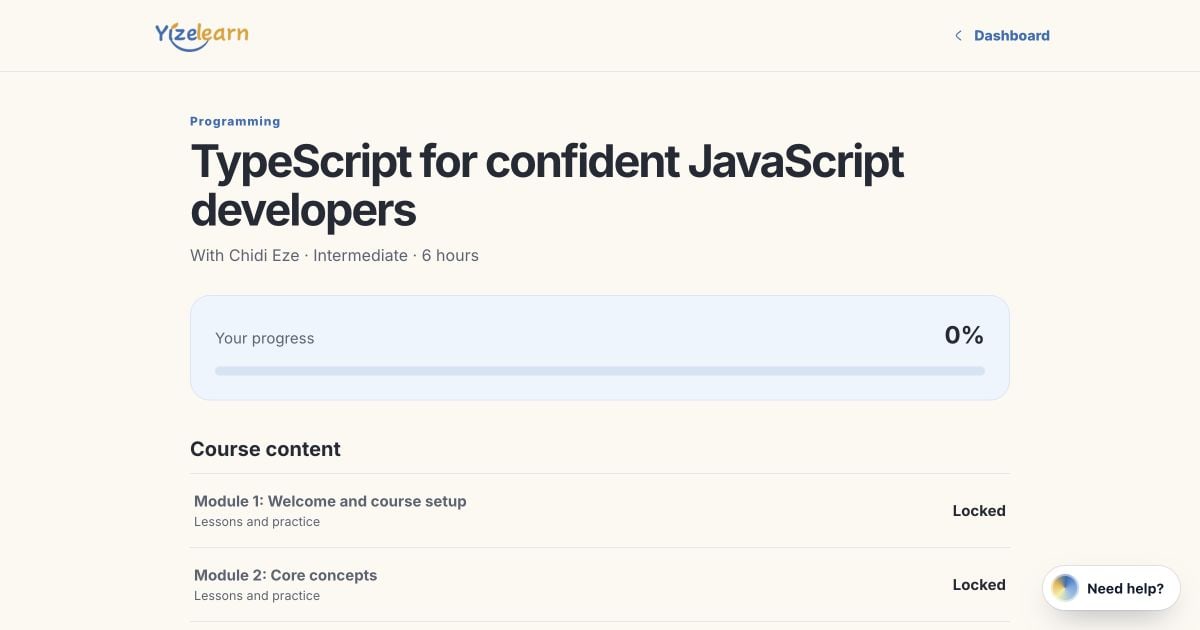 Yizelearn
Dashboard
Programming
TypeScript for confident JavaScript
developers
With Chidi Eze · Intermediate · 6 hours
Your progress
0%
Course content
Module 1: Welcome and course setup
Lessons and practice
Locked
Module 2: Core concepts
Lessons and practice
Locked
Need help?